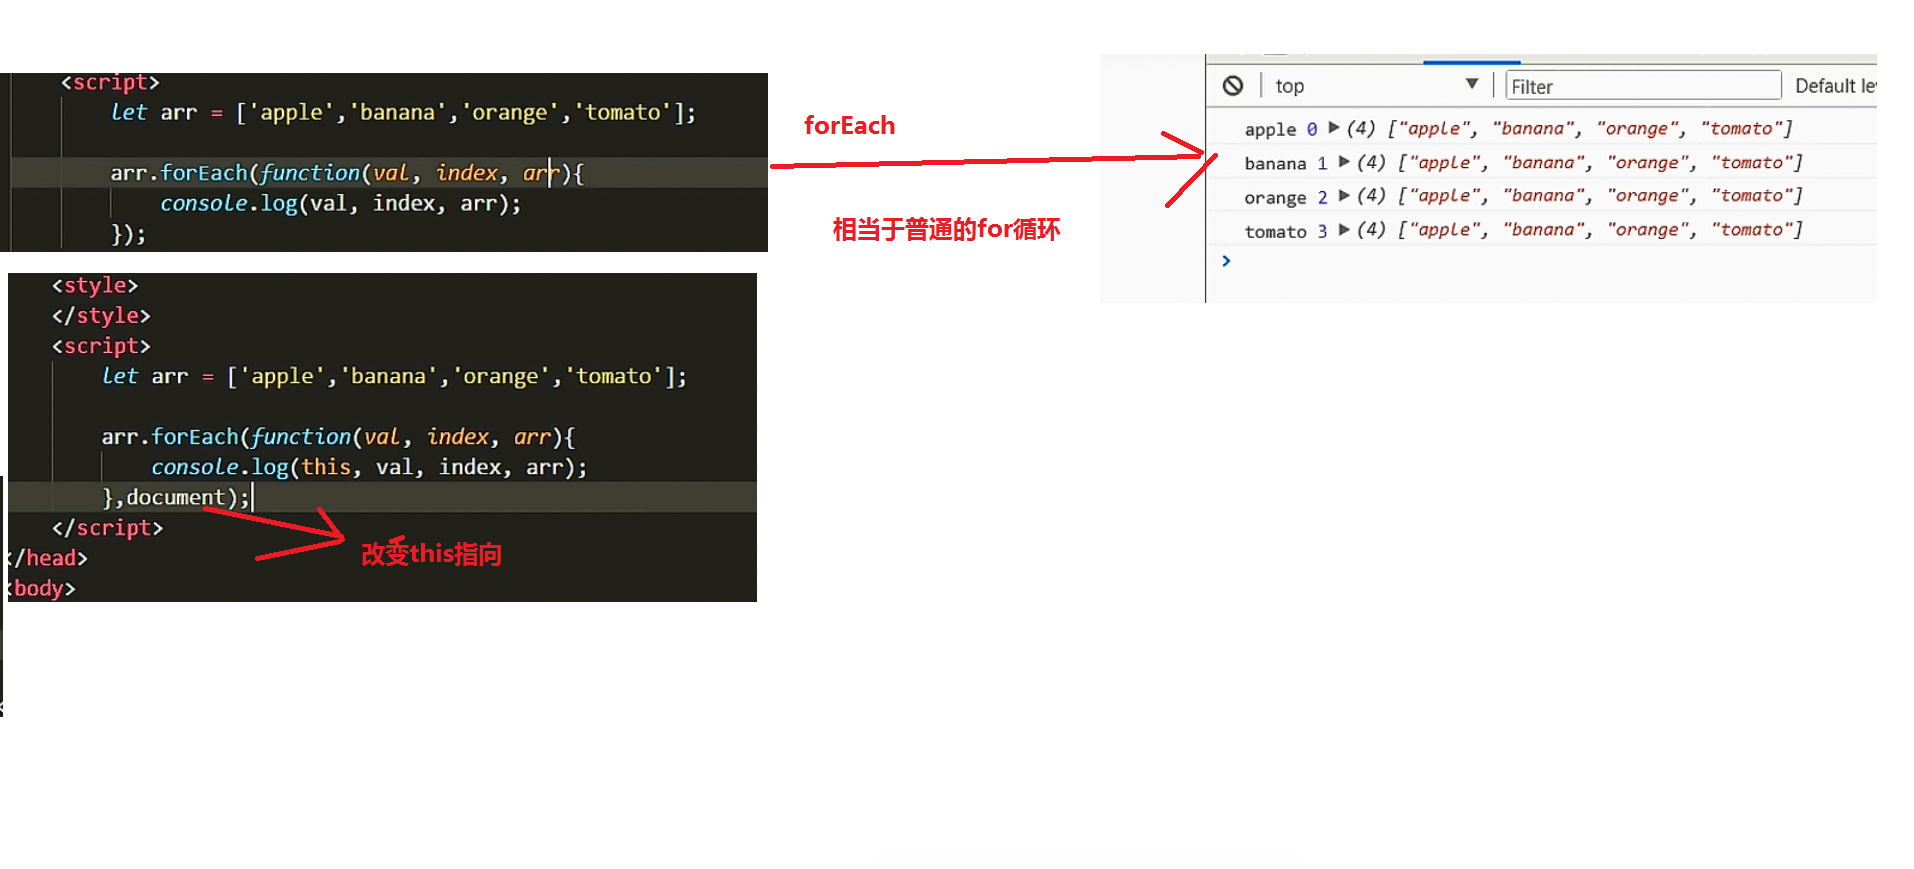 <script>
let arr = ['apple','banana','orange','tomato'];
arr.forEach(function(val, index, arr){
console.log(val, index, arr);
});
forEach
相当于普通的for循环
top
Filter
Default le
apple 0 ▶ (4) ["apple", "banana", "orange", "tomato"]
banana 1 ▶ (4) ["apple", "banana", "orange", "tomato"]
orange 2 ▶ (4) ["apple", "banana", "orange", "tomato"]
tomato 3 ▶ (4) ["apple", "banana", "orange", "tomato"]
>
<style>
</style>
<script>
let arr = ['apple','banana','orange','tomato'];
arr.forEach(function(val, index, arr){
console.log(this, val, index, arr);
},document);
</script>
改变this指向
/head>
body>